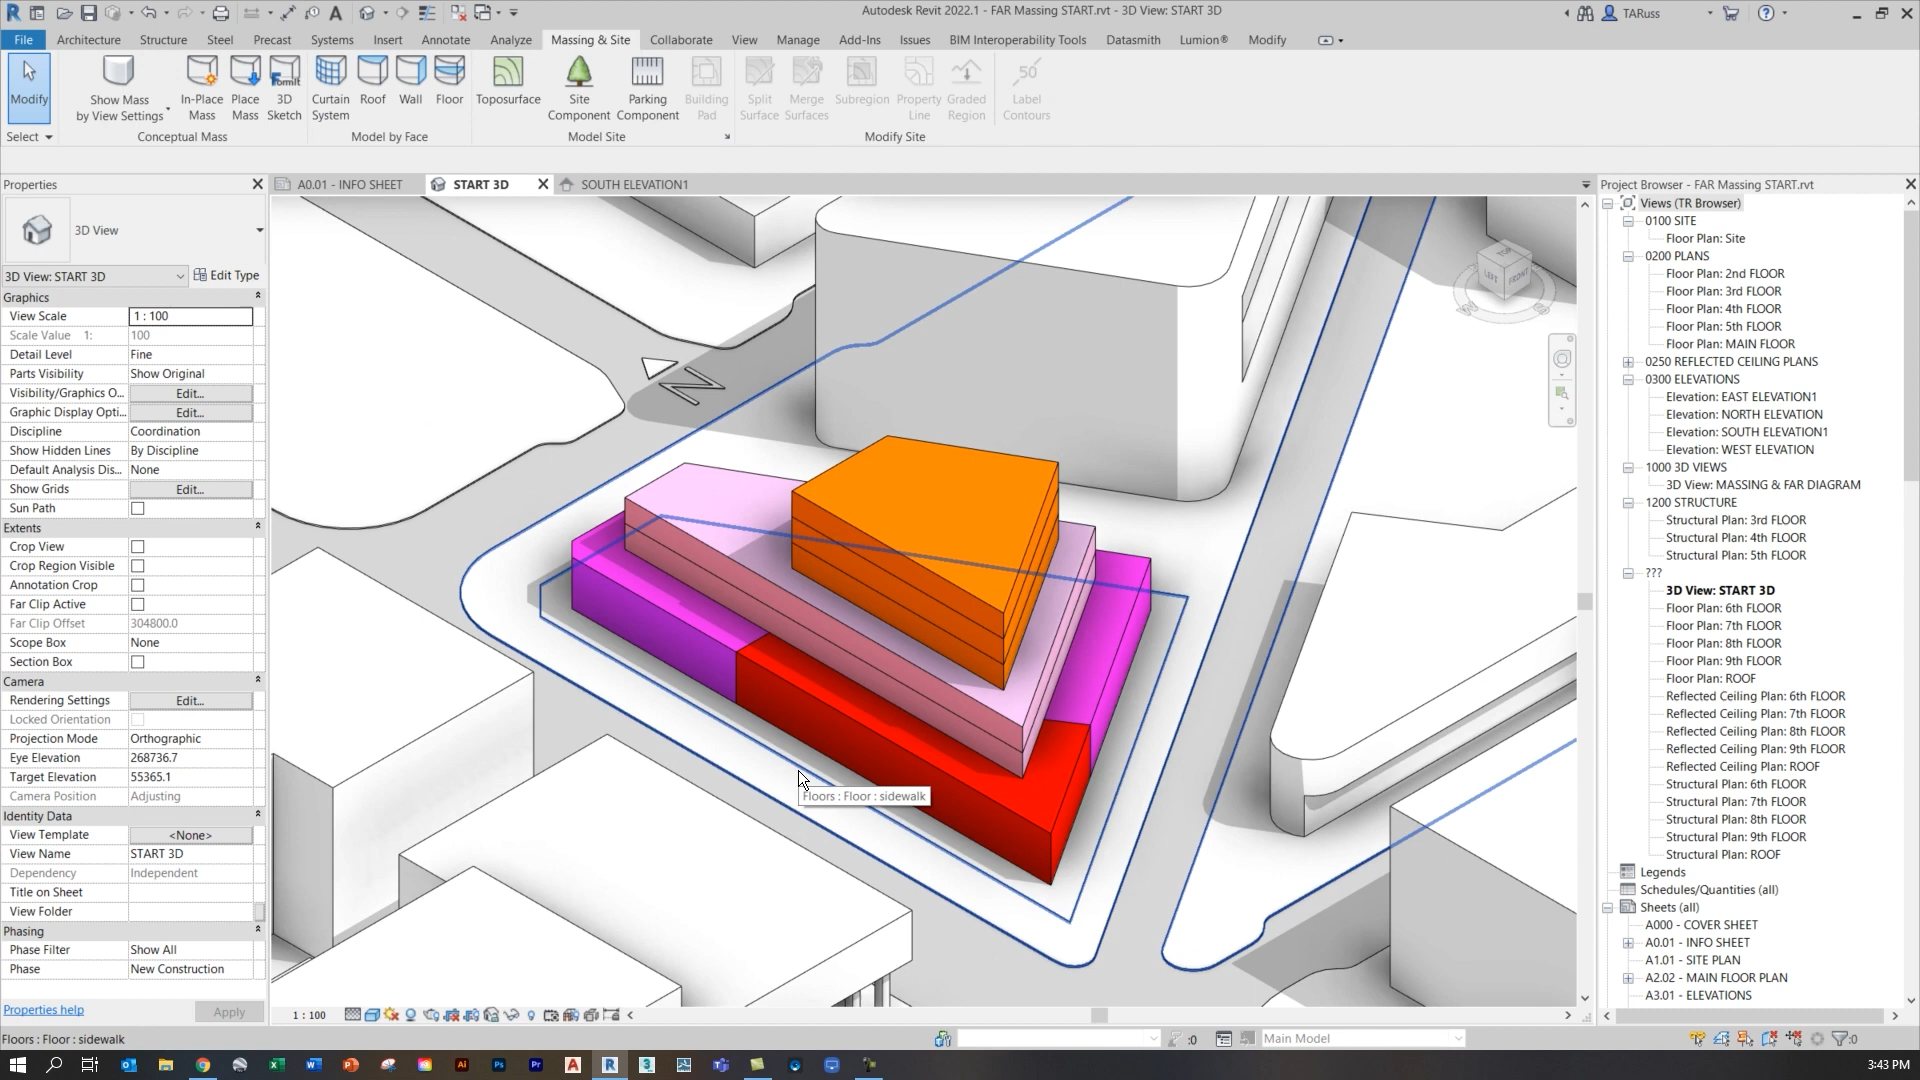 Autodesk Revit 2022.1 - FAR Massing START.rvt - 3D View: START 3D
TARuss
File Architecture Structure Steel Precast Systems Insert Annotate Analyze Massing & Site Collaborate View Manage Add-Ins Issues BIM Interoperability Tools Datasmith Lumion® Modify
Modify
Show Mass by View Settings
In-Place Mass
Place Mass
FormIt 3D Sketch
Curtain System
Roof
Wall
Floor
Toposurface
Site Component
Parking Component
Building Pad
Split Surface
Merge Surfaces
Subregion
Property Line
Graded Region
50
Label Contours
Select
Conceptual Mass
Model by Face
Model Site
Modify Site
Properties
A0.01 - INFO SHEET
START 3D
SOUTH ELEVATION1
Project Browser - FAR Massing START.rvt
3D View
3D View: START 3D
Edit Type
Graphics
View Scale 1 : 100
Scale Value 1: 100
Detail Level Fine
Parts Visibility Show Original
Visibility/Graphics O... Edit...
Graphic Display Opti... Edit...
Discipline Coordination
Show Hidden Lines By Discipline
Default Analysis Dis... None
Show Grids Edit...
Sun Path
Extents
Crop View
Crop Region Visible
Annotation Crop
Far Clip Active
Far Clip Offset 304800.0
Scope Box None
Section Box
Camera
Rendering Settings Edit...
Locked Orientation
Projection Mode Orthographic
Eye Elevation 268736.7
Target Elevation 55365.1
Camera Position Adjusting
Identity Data
View Template <None>
View Name START 3D
Dependency Independent
Title on Sheet
View Folder
Phasing
Phase Filter Show All
Phase New Construction
Properties help
Apply
N
TOP
LEFT
FRONT
Floors : Floor : sidewalk
1 : 100
Views (TR Browser)
0100 SITE
Floor Plan: Site
0200 PLANS
Floor Plan: 2nd FLOOR
Floor Plan: 3rd FLOOR
Floor Plan: 4th FLOOR
Floor Plan: 5th FLOOR
Floor Plan: MAIN FLOOR
0250 REFLECTED CEILING PLANS
0300 ELEVATIONS
Elevation: EAST ELEVATION1
Elevation: NORTH ELEVATION
Elevation: SOUTH ELEVATION1
Elevation: WEST ELEVATION
1000 3D VIEWS
3D View: MASSING & FAR DIAGRAM
1200 STRUCTURE
Structural Plan: 3rd FLOOR
Structural Plan: 4th FLOOR
Structural Plan: 5th FLOOR
???
3D View: START 3D
Floor Plan: 6th FLOOR
Floor Plan: 7th FLOOR
Floor Plan: 8th FLOOR
Floor Plan: 9th FLOOR
Floor Plan: ROOF
Reflected Ceiling Plan: 6th FLOOR
Reflected Ceiling Plan: 7th FLOOR
Reflected Ceiling Plan: 8th FLOOR
Reflected Ceiling Plan: 9th FLOOR
Reflected Ceiling Plan: ROOF
Structural Plan: 6th FLOOR
Structural Plan: 7th FLOOR
Structural Plan: 8th FLOOR
Structural Plan: 9th FLOOR
Structural Plan: ROOF
Legends
Schedules/Quantities (all)
Sheets (all)
A000 - COVER SHEET
A0.01 - INFO SHEET
A1.01 - SITE PLAN
A2.02 - MAIN FLOOR PLAN
A3.01 - ELEVATIONS
Floors : Floor : sidewalk
:0
Main Model
:0
3:43 PM